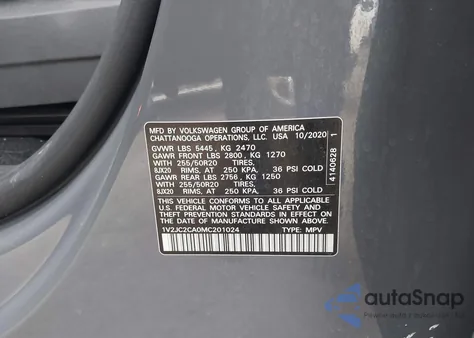 MFD. BY VOLKSWAGEN GROUP OF AMERICA
CHATTANOOGA OPERATIONS, LLC. USA 10/2020
GVWR LBS 5445, KG 2470
GAWR FRONT LBS 2800, KG 1270
WITH 255/50R20 TIRES,
8JX20 RIMS, AT 250 KPA, 36 PSI COLD
GAWR REAR LBS 2756, KG 1250
WITH 255/50R20 TIRES,
8JX20 RIMS, AT 250 KPA, 36 PSI COLD
THIS VEHICLE CONFORMS TO ALL APPLICABLE
U.S. FEDERAL MOTOR VEHICLE SAFETY
STANDARDS IN EFFECT ON THE DATE OF
MANUFACTURE SHOWN ABOVE.
1V2JC2CA0MC201024 TYPE: MPV
4140628 1
autoSnap